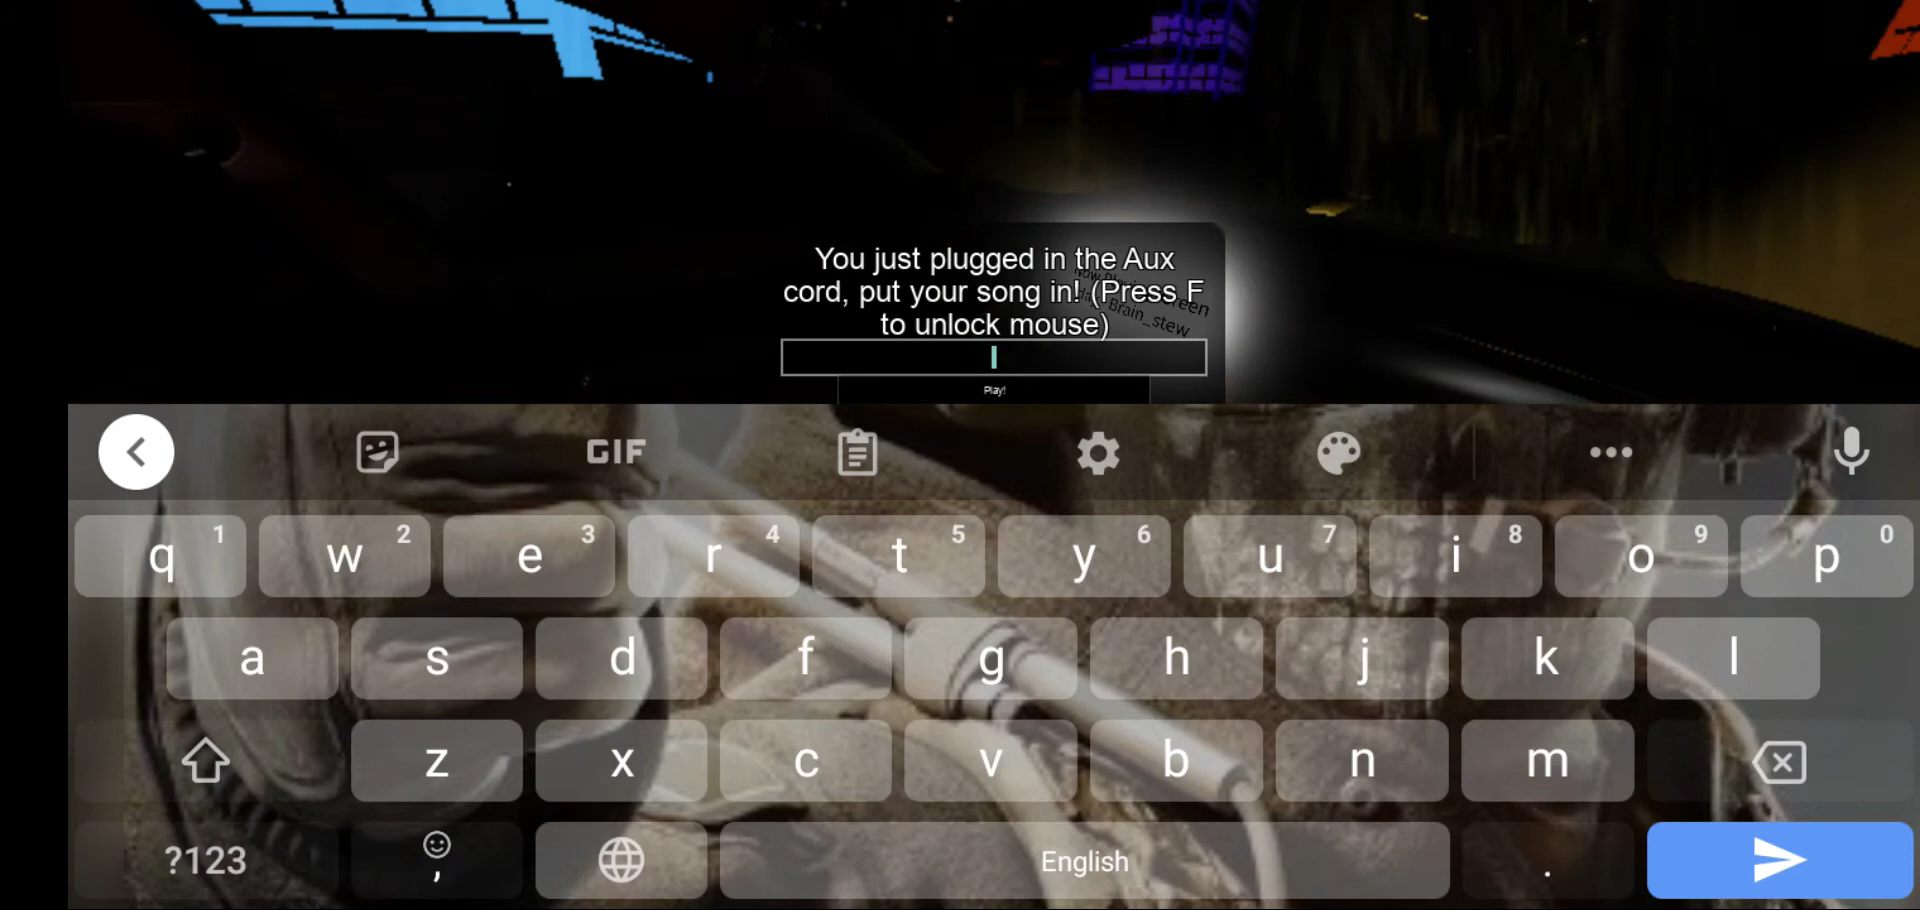 You just plugged in the Aux
cord, put your song in! (Press F
to unlock mouse)
Brain_stew
Play!
GIF
q 1 w 2 e 3 r 4 t 5 y 6 u 7 i 8 o 9 p 0
a s d f g h j k l
z x c v b n m
?123 , English .